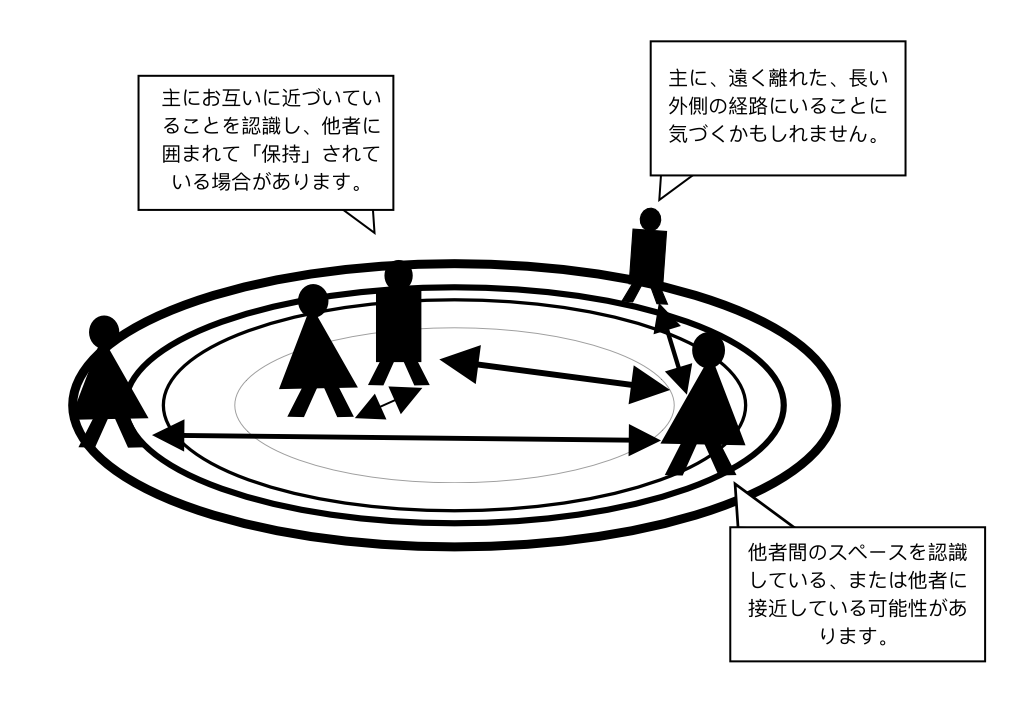 主にお互いに近づいてい
ることを認識し、他者に
囲まれて「保持」されて
いる場合があります。
主に、遠く離れた、長い
外側の経路にいることに
気づくかもしれません。
他者間のスペースを認識
している、または他者に
接近している可能性があ
ります。